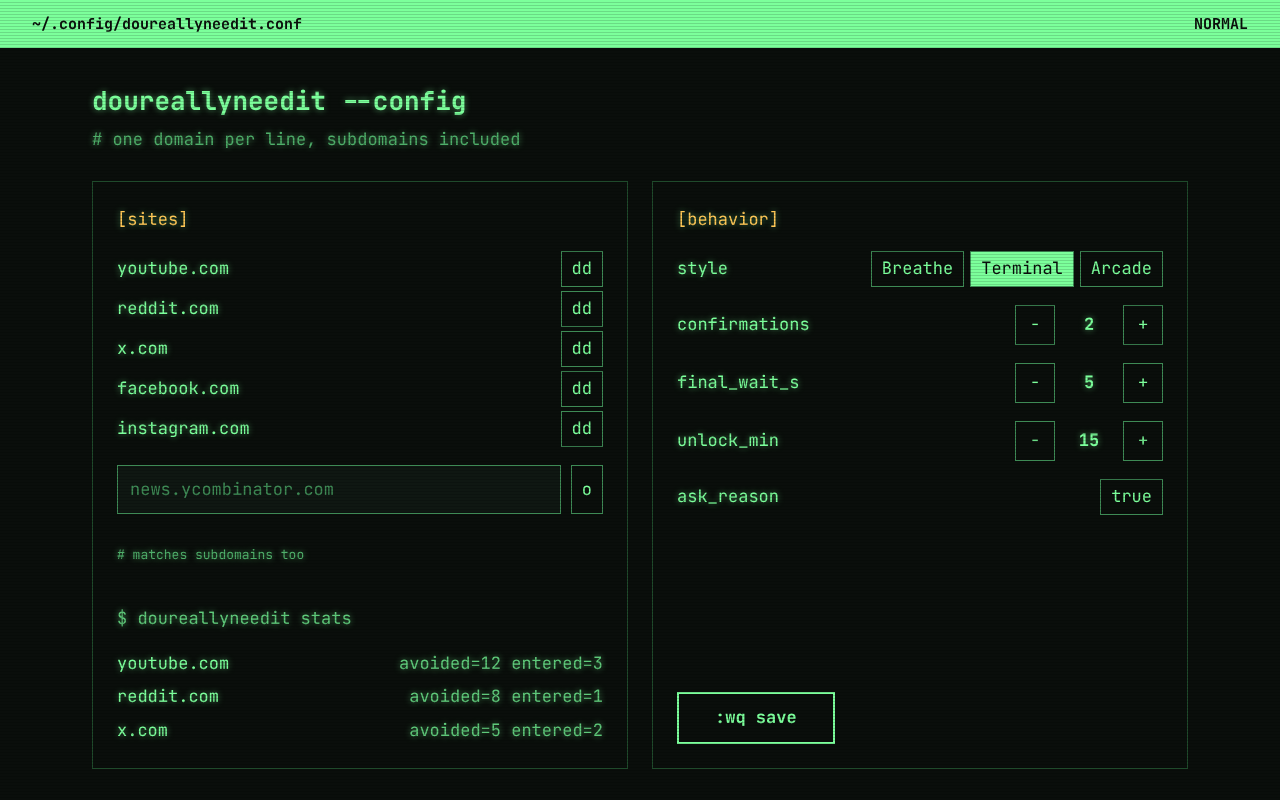 ~/.config/doureallyneedit.conf NORMAL
doureallyneedit --config
# one domain per line, subdomains included
[sites]
youtube.com dd
reddit.com dd
x.com dd
facebook.com dd
instagram.com dd
news.ycombinator.com o
# matches subdomains too
$ doureallyneedit stats
youtube.com avoided=12 entered=3
reddit.com avoided=8 entered=1
x.com avoided=5 entered=2
[behavior]
style Breathe Terminal Arcade
confirmations - 2 +
final_wait_s - 5 +
unlock_min - 15 +
ask_reason true
:wq save